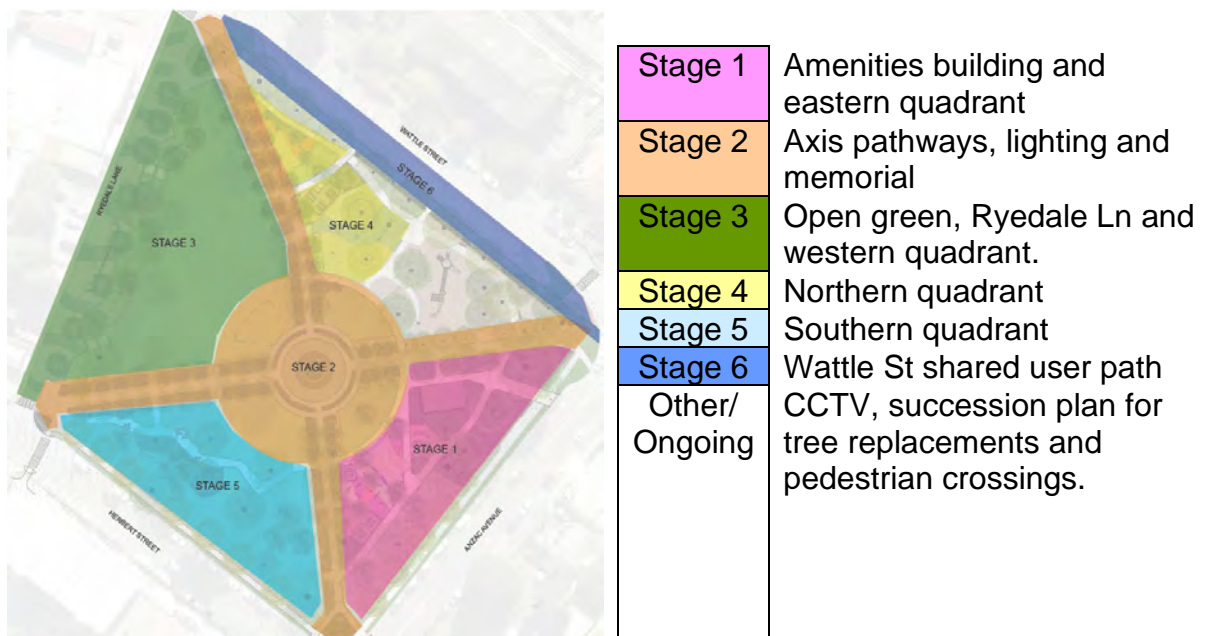 WATTLE STREET
STAGE 6
RYEDALE LANE
STAGE 4
STAGE 3
STAGE 2
STAGE 1
STAGE 5
HERBERT STREET
ANZAC AVENUE
Stage 1 Amenities building and
eastern quadrant
Stage 2 Axis pathways, lighting and
memorial
Stage 3 Open green, Ryedale Ln and
western quadrant.
Stage 4 Northern quadrant
Stage 5 Southern quadrant
Stage 6 Wattle St shared user path
Other/ CCTV, succession plan for
Ongoing tree replacements and
pedestrian crossings.